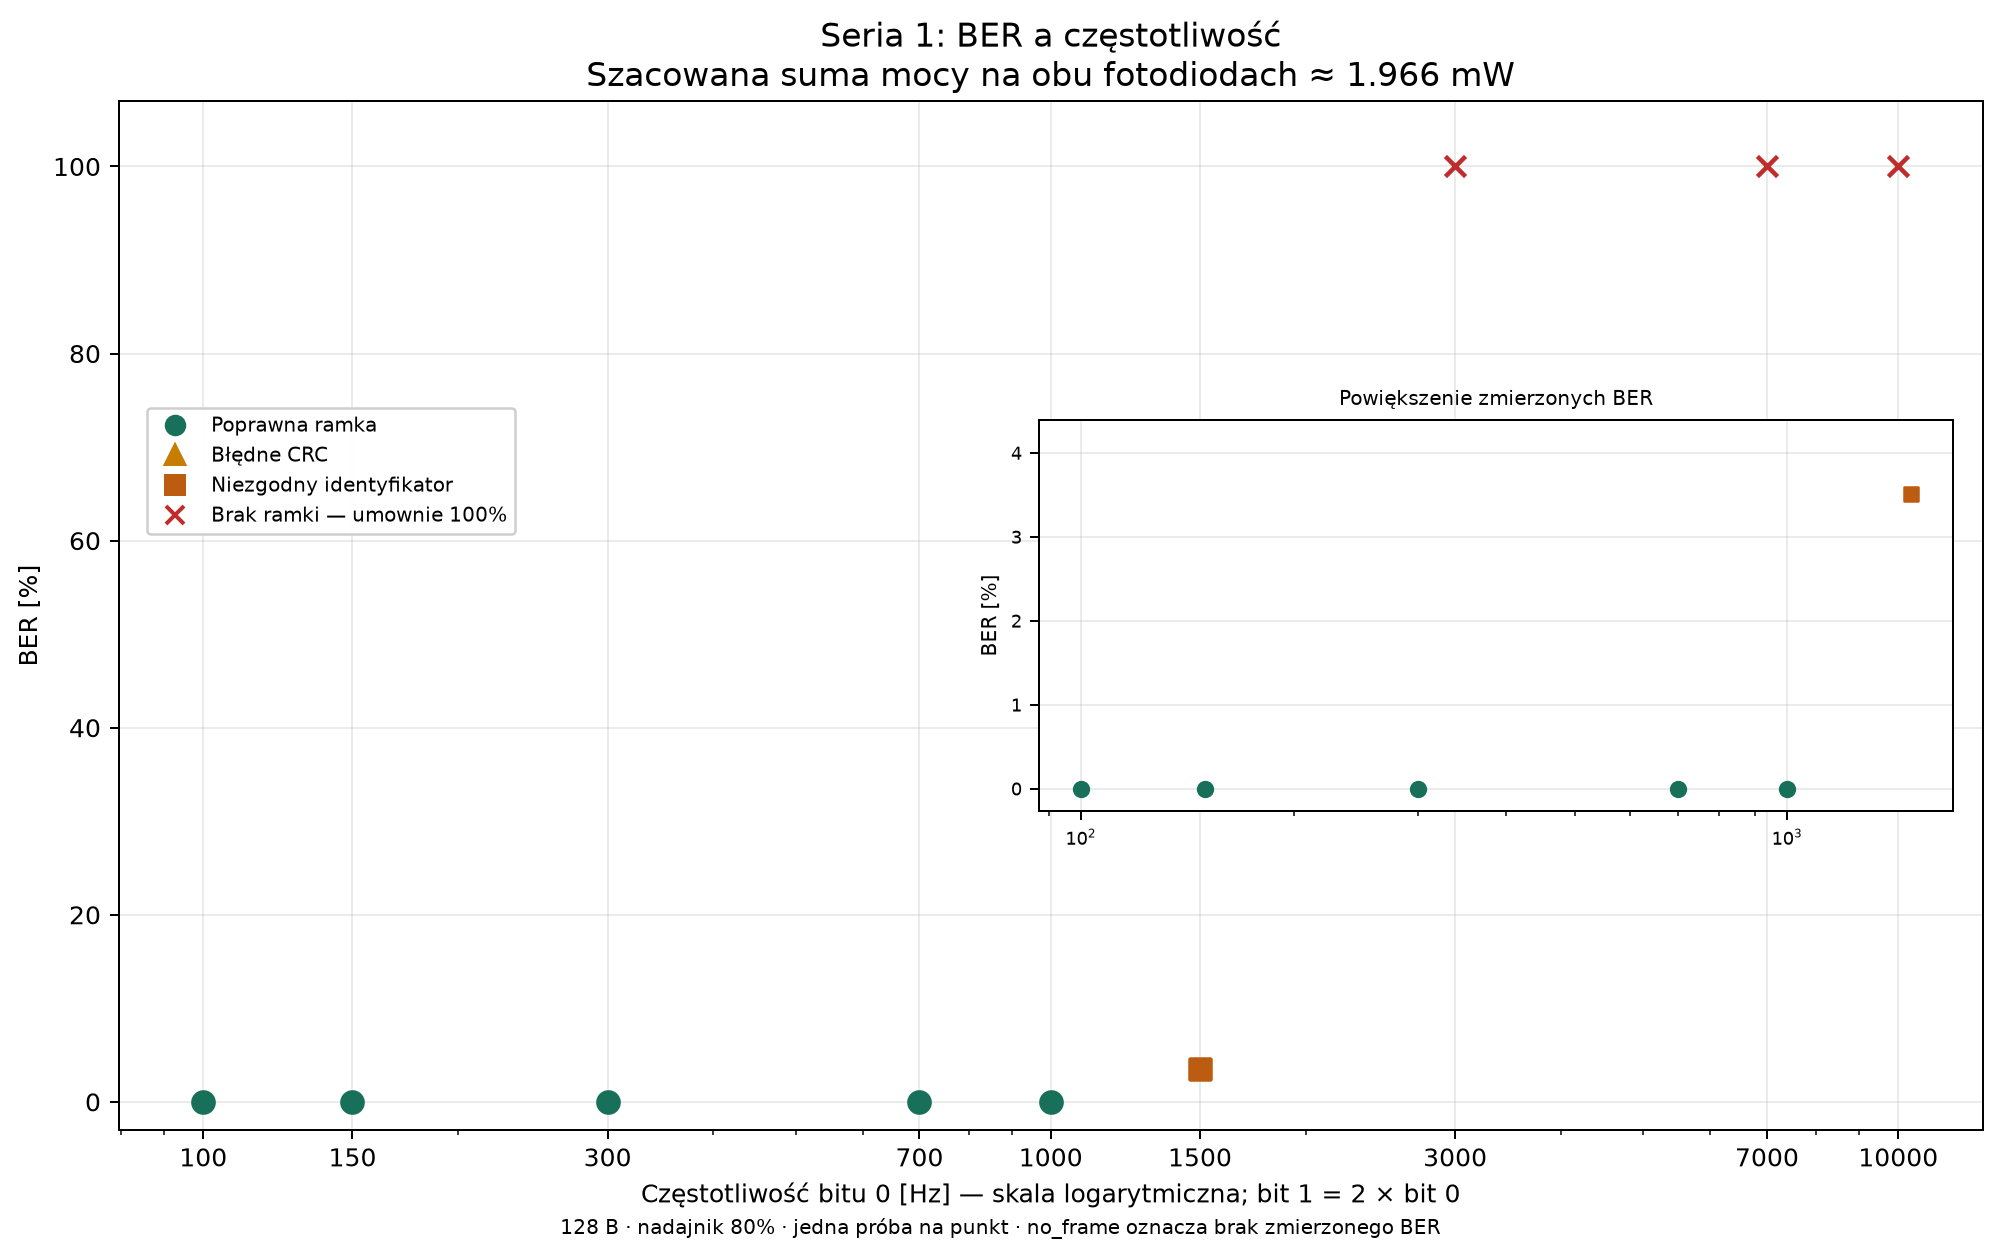 Seria 1: BER a częstotliwość
Szacowana suma mocy na obu fotodiodach ≈ 1.966 mW
BER [%]
100
80
60
40
20
0
Poprawna ramka
Błędne CRC
Niezgodny identyfikator
Brak ramki — umownie 100%
Powiększenie zmierzonych BER
BER [%]
4
3
2
1
0
10² 10³
100 150 300 700 1000 1500 3000 7000 10000
Częstotliwość bitu 0 [Hz] — skala logarytmiczna; bit 1 = 2 × bit 0
128 B · nadajnik 80% · jedna próba na punkt · no_frame oznacza brak zmierzonego BER